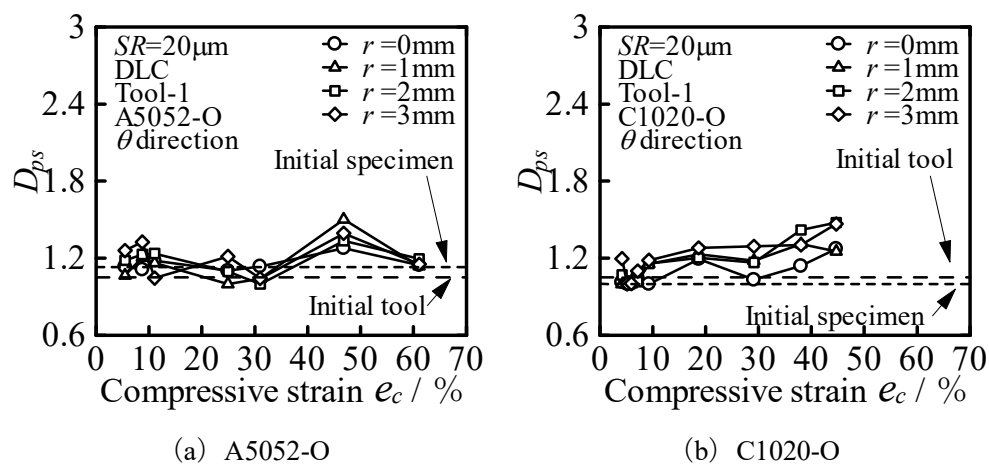 3
2.4
1.8
1.2
0.6
D_ps
SR=20μm
DLC
Tool-1
A5052-O
θ direction
r =0mm
r =1mm
r =2mm
r =3mm
Initial specimen
Initial tool
0 10 20 30 40 50 60 70
Compressive strain e_c / %
(a) A5052-O
3
2.4
1.8
1.2
0.6
D_ps
SR=20μm
DLC
Tool-1
C1020-O
θ direction
r =0mm
r =1mm
r =2mm
r =3mm
Initial tool
Initial specimen
0 10 20 30 40 50 60 70
Compressive strain e_c / %
(b) C1020-O